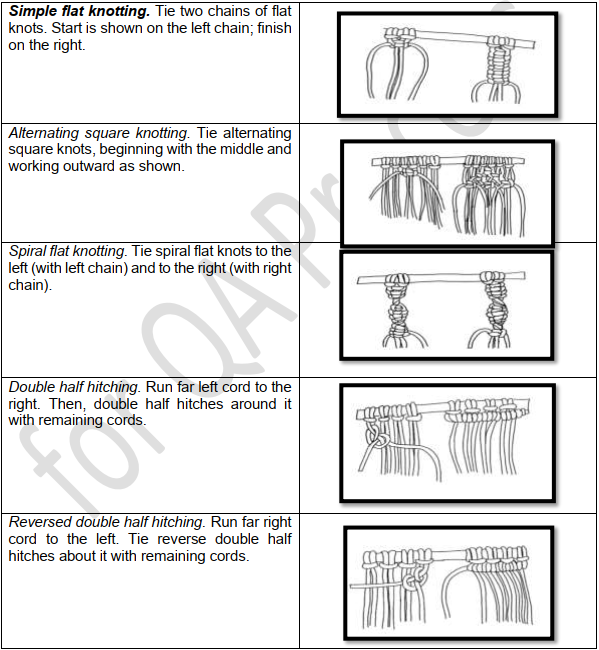 Simple flat knotting. Tie two chains of flat
knots. Start is shown on the left chain; finish
on the right.
Alternating square knotting. Tie alternating
square knots, beginning with the middle and
working outward as shown.
Spiral flat knotting. Tie spiral flat knots to the
left (with left chain) and to the right (with right
chain).
Double half hitching. Run far left cord to the
right. Then, double half hitches around it
with remaining cords.
Reversed double half hitching. Run far right
cord to the left. Tie reverse double half
hitches about it with remaining cords.
for QA Pr